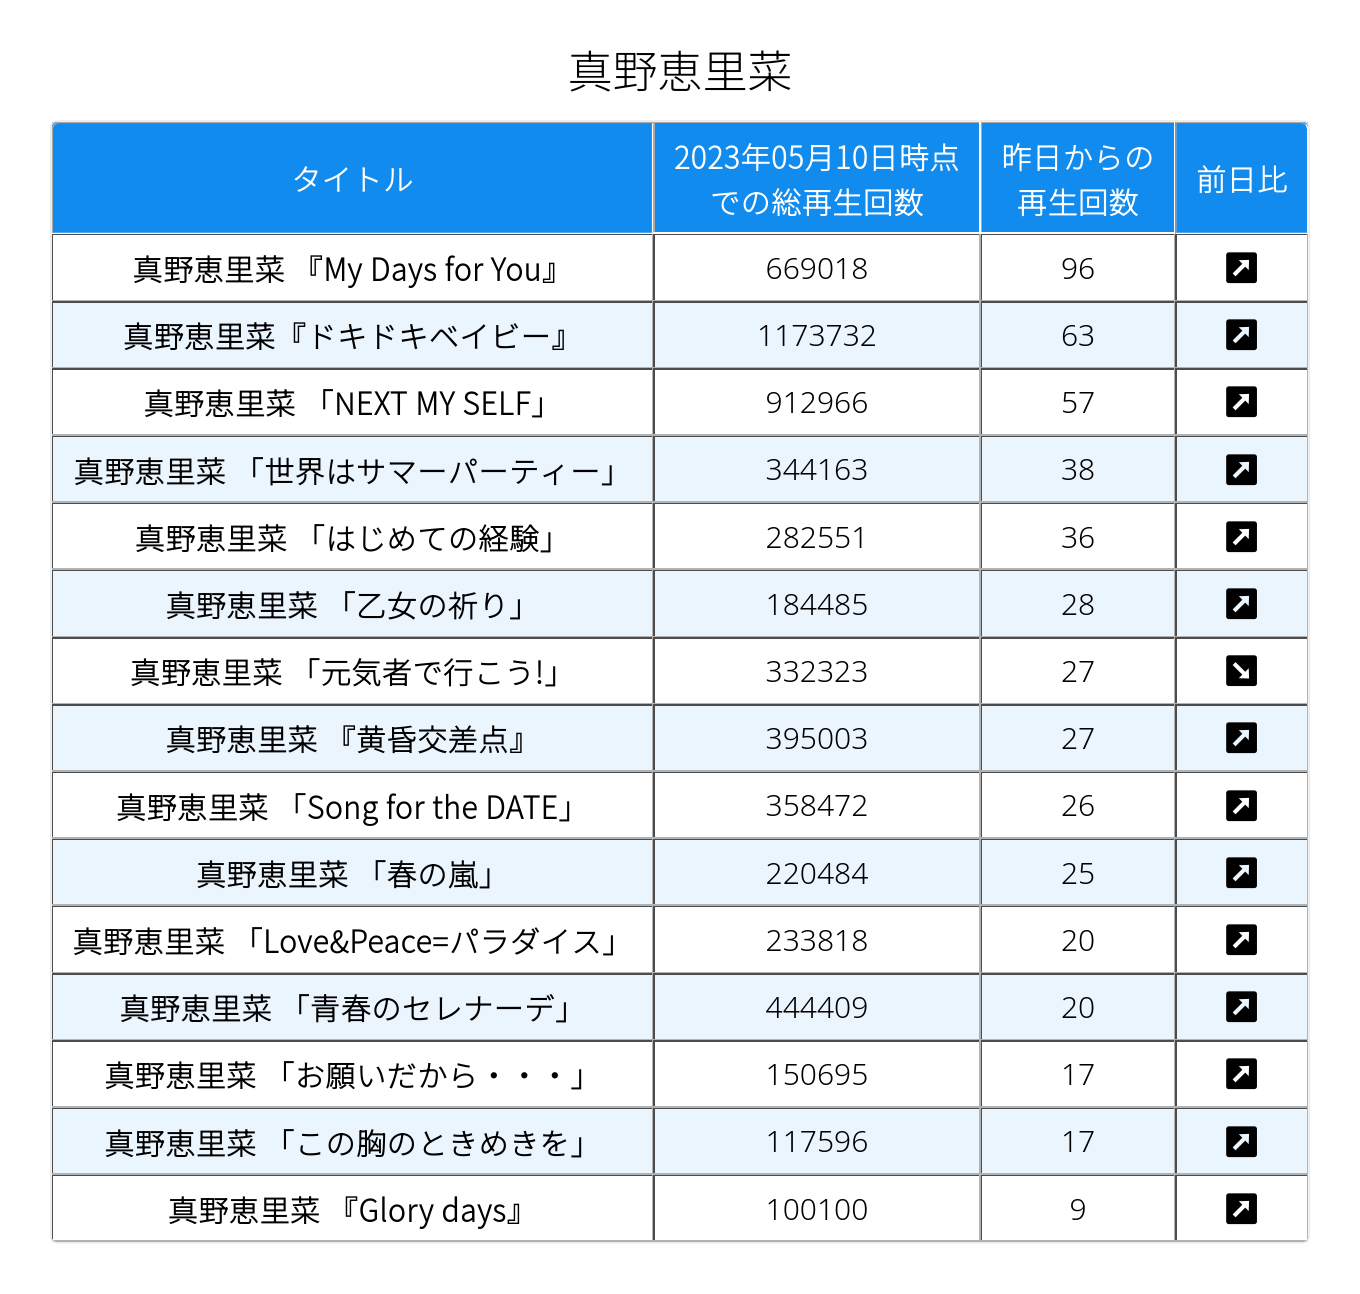 真野恵里菜
タイトル 2023年05月10日時点 昨日からの 前日比
での総再生回数 再生回数
真野恵里菜 『My Days for You』 669018 96
真野恵里菜『ドキドキベイビー』 1173732 63
真野恵里菜 「NEXT MY SELF」 912966 57
真野恵里菜 「世界はサマーパーティー」 344163 38
真野恵里菜 「はじめての経験」 282551 36
真野恵里菜 「乙女の祈り」 184485 28
真野恵里菜 「元気者で行こう!」 332323 27
真野恵里菜 『黄昏交差点』 395003 27
真野恵里菜 「Song for the DATE」 358472 26
真野恵里菜 「春の嵐」 220484 25
真野恵里菜 「Love&Peace=パラダイス」 233818 20
真野恵里菜 「青春のセレナーデ」 444409 20
真野恵里菜 「お願いだから・・・」 150695 17
真野恵里菜 「この胸のときめきを」 117596 17
真野恵里菜 『Glory days』 100100 9